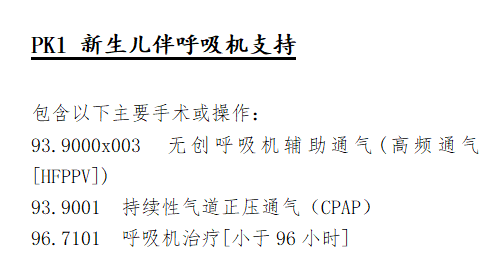 PK1 新生儿伴呼吸机支持
包含以下主要手术或操作：
93.9000x003 无创呼吸机辅助通气(高频通气
[HFPPV])
93.9001 持续性气道正压通气（CPAP）
96.7101 呼吸机治疗[小于96小时]